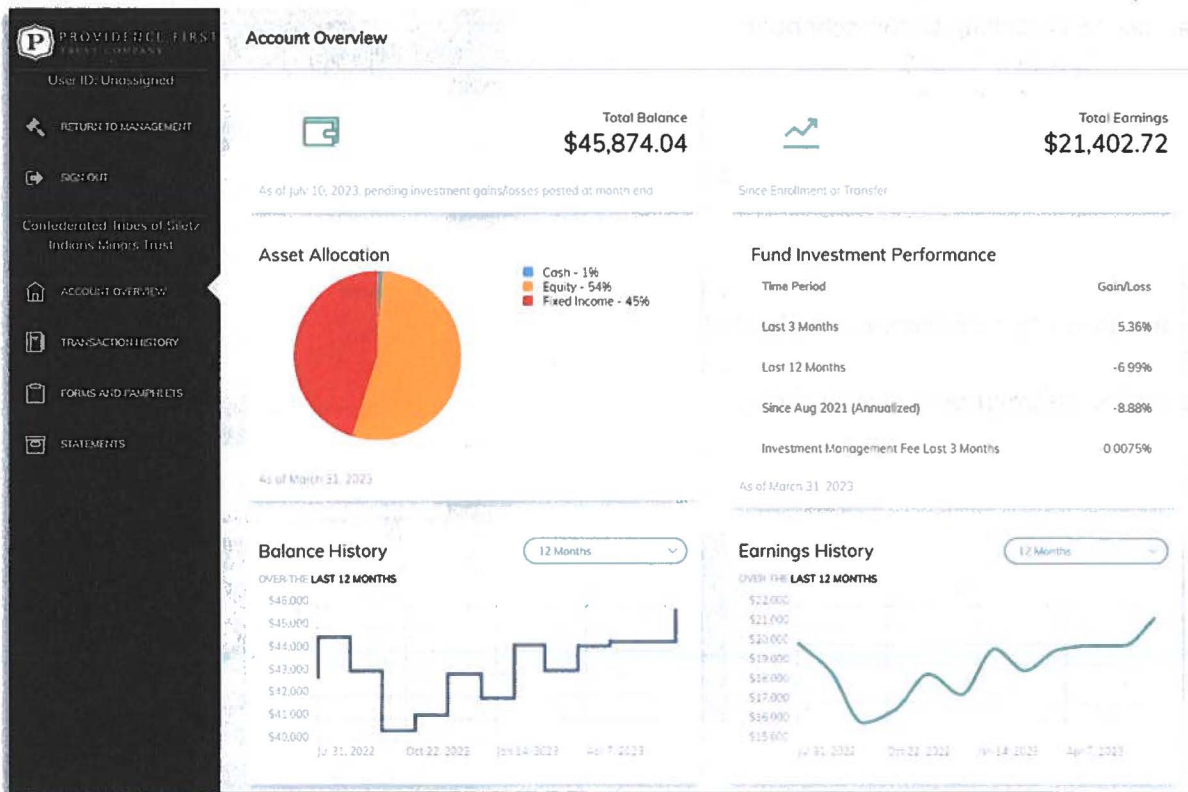 PROVIDENCE FIRST
TRUST COMPANY
User ID: Unassigned
RETURN TO MANAGEMENT
SIGN OUT
Confederated Tribes of Siletz
Indians Minors Trust
ACCOUNT OVERVIEW
TRANSACTION HISTORY
FORMS AND PAMPHLETS
STATEMENTS
Account Overview
Total Balance
$45,874.04
As of July 10, 2023, pending investment gains/losses posted at month end
Total Earnings
$21,402.72
Since Enrollment or Transfer
Asset Allocation
Cash - 1%
Equity - 54%
Fixed Income - 45%
As of March 31, 2023
Fund Investment Performance
Time Period Gain/Loss
Last 3 Months 5.36%
Last 12 Months -6.99%
Since Aug 2021 (Annualized) -8.88%
Investment Management Fee Last 3 Months 0.0075%
As of March 31, 2023
Balance History
12 Months
OVER THE LAST 12 MONTHS
$46,000
$45,000
$44,000
$43,000
$42,000
$41,000
$40,000
Jul 31, 2022 Oct 22, 2022 Jan 14, 2023 Apr 7, 2023
Earnings History
12 Months
OVER THE LAST 12 MONTHS
$22,000
$21,000
$20,000
$19,000
$18,000
$17,000
$16,000
$15,000
Jul 31, 2022 Oct 22, 2022 Jan 14, 2023 Apr 7, 2023